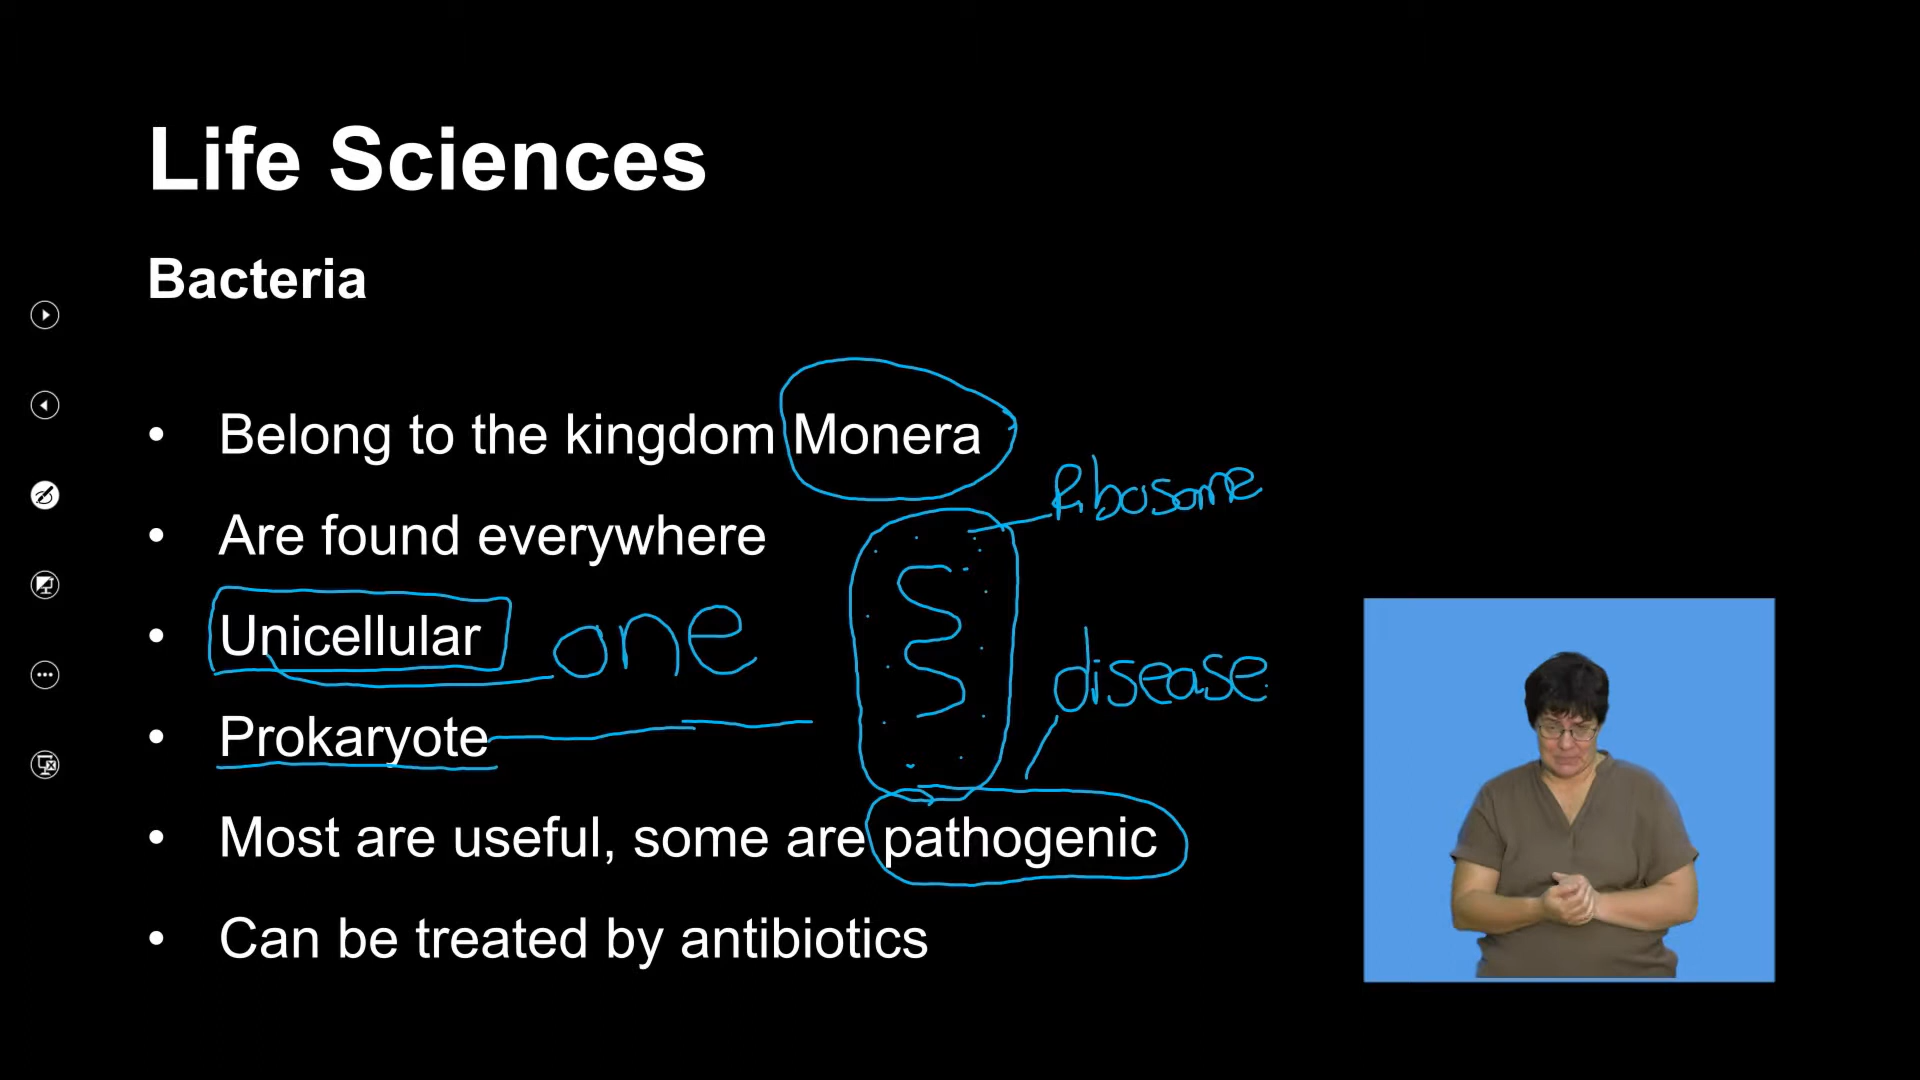 Life Sciences
Bacteria
• Belong to the kingdom Monera
Ribosome
• Are found everywhere
• Unicellular one
disease
• Prokaryote
• Most are useful, some are pathogenic
• Can be treated by antibiotics